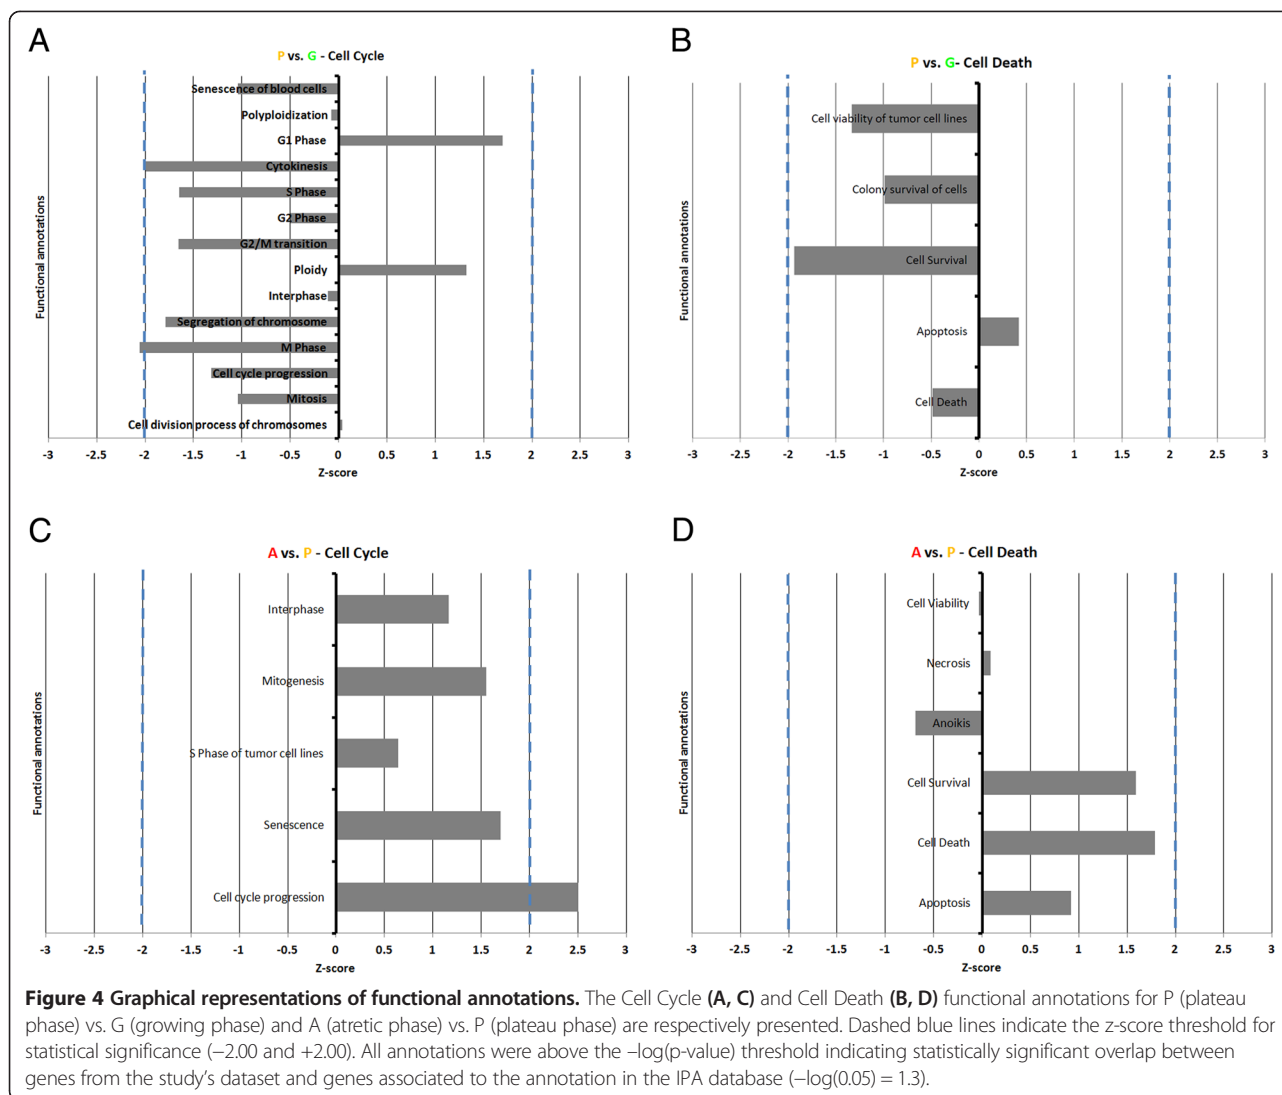 A
P vs. G - Cell Cycle
Functional annotations
Senescence of blood cells
Polyploidization
G1 Phase
Cytokinesis
S Phase
G2 Phase
G2/M transition
Ploidy
Interphase
Segregation of chromosome
M Phase
Cell cycle progression
Mitosis
Cell division process of chromosomes
-3 -2.5 -2 -1.5 -1 -0.5 0 0.5 1 1.5 2 2.5 3
Z-score
B
P vs. G- Cell Death
Functional annotations
Cell viability of tumor cell lines
Colony survival of cells
Cell Survival
Apoptosis
Cell Death
-3 -2.5 -2 -1.5 -1 -0.5 0 0.5 1 1.5 2 2.5 3
Z-score
C
A vs. P - Cell Cycle
Functional annotations
Interphase
Mitogenesis
S Phase of tumor cell lines
Senescence
Cell cycle progression
-3 -2.5 -2 -1.5 -1 -0.5 0 0.5 1 1.5 2 2.5 3
Z-score
D
A vs. P - Cell Death
Functional annotations
Cell Viability
Necrosis
Anoikis
Cell Survival
Cell Death
Apoptosis
-3 -2.5 -2 -1.5 -1 -0.5 0 0.5 1 1.5 2 2.5 3
Z-score
Figure 4 Graphical representations of functional annotations. The Cell Cycle (A, C) and Cell Death (B, D) functional annotations for P (plateau
phase) vs. G (growing phase) and A (atretic phase) vs. P (plateau phase) are respectively presented. Dashed blue lines indicate the z-score threshold for
statistical significance (−2.00 and +2.00). All annotations were above the –log(p-value) threshold indicating statistically significant overlap between
genes from the study's dataset and genes associated to the annotation in the IPA database (−log(0.05) = 1.3).